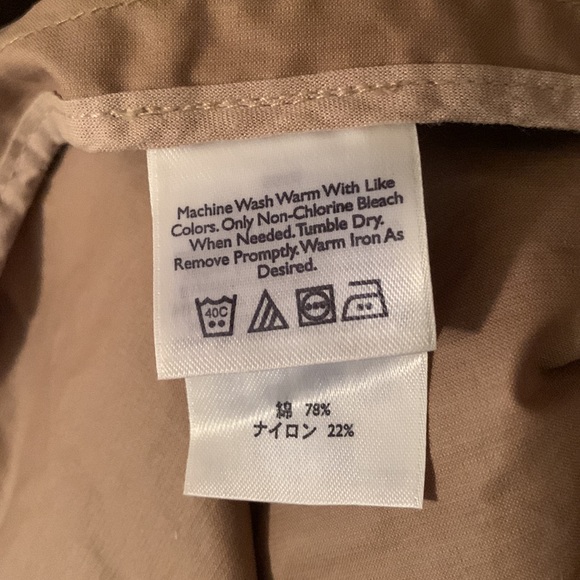 Machine Wash Warm With Like
Colors. Only Non-Chlorine Bleach
When Needed. Tumble Dry.
Remove Promptly. Warm Iron As
Desired.
40C
綿 78%
ナイロン 22%